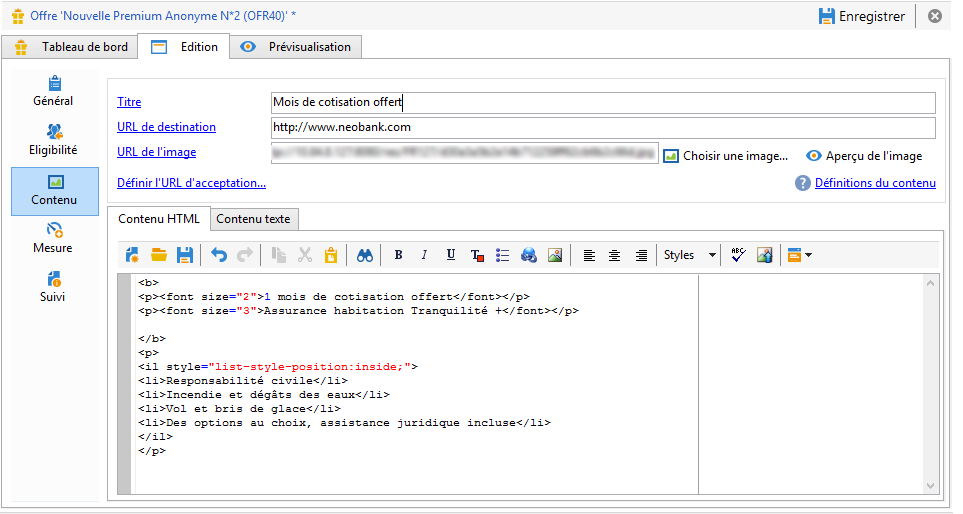 Offre 'Nouvelle Premium Anonyme N*2 (OFR40)' *
Enregistrer
Tableau de bord
Edition
Prévisualisation
Général
Eligibilité
Contenu
Mesure
Suivi
Titre
Mois de cotisation offert
URL de destination
http://www.neobank.com
URL de l'image
Choisir une image...
Aperçu de l'image
Définir l'URL d'acceptation...
? Définitions du contenu
Contenu HTML
Contenu texte
B I U T Styles ABC
<b>
<p><font size="2">1 mois de cotisation offert</font></p>
<p><font size="3">Assurance habitation Tranquilité +</font></p>
</b>
<p>
<il style="list-style-position:inside;">
<li>Responsabilité civile</li>
<li>Incendie et dégâts des eaux</li>
<li>Vol et bris de glace</li>
<li>Des options au choix, assistance juridique incluse</li>
</il>
</p>